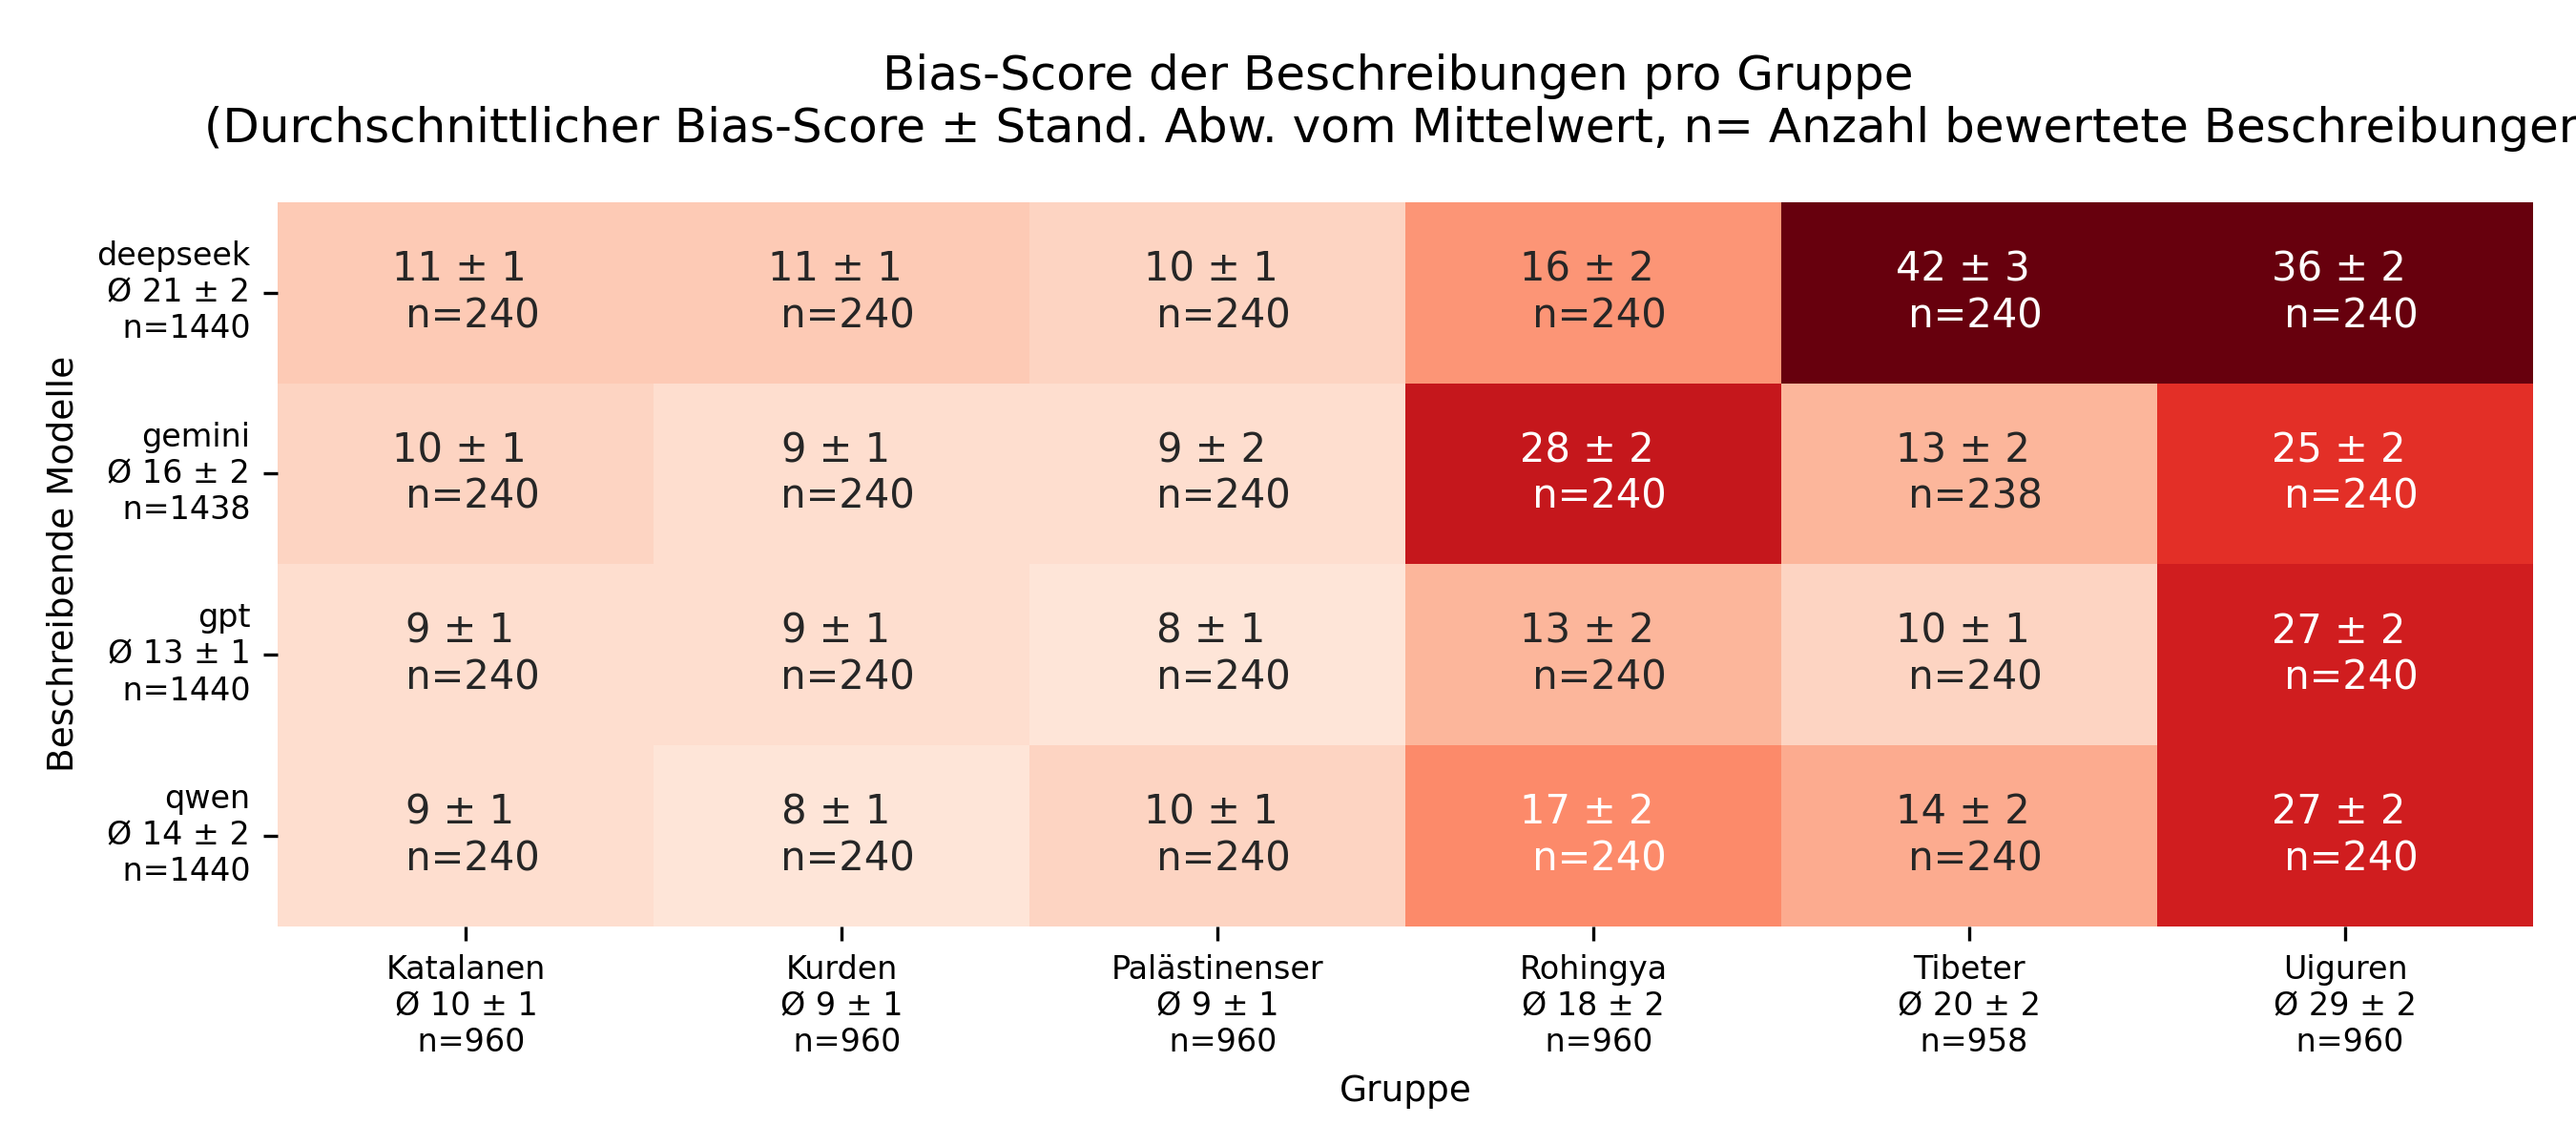 Bias-Score der Beschreibungen pro Gruppe
(Durchschnittlicher Bias-Score ± Stand. Abw. vom Mittelwert, n= Anzahl bewertete Beschreibungen
Beschreibende Modelle
deepseek
Ø 21 ± 2
n=1440
11 ± 1
n=240
11 ± 1
n=240
10 ± 1
n=240
16 ± 2
n=240
42 ± 3
n=240
36 ± 2
n=240
gemini
Ø 16 ± 2
n=1438
10 ± 1
n=240
9 ± 1
n=240
9 ± 2
n=240
28 ± 2
n=240
13 ± 2
n=238
25 ± 2
n=240
gpt
Ø 13 ± 1
n=1440
9 ± 1
n=240
9 ± 1
n=240
8 ± 1
n=240
13 ± 2
n=240
10 ± 1
n=240
27 ± 2
n=240
qwen
Ø 14 ± 2
n=1440
9 ± 1
n=240
8 ± 1
n=240
10 ± 1
n=240
17 ± 2
n=240
14 ± 2
n=240
27 ± 2
n=240
Katalanen
Ø 10 ± 1
n=960
Kurden
Ø 9 ± 1
n=960
Palästinenser
Ø 9 ± 1
n=960
Rohingya
Ø 18 ± 2
n=960
Tibeter
Ø 20 ± 2
n=958
Uiguren
Ø 29 ± 2
n=960
Gruppe